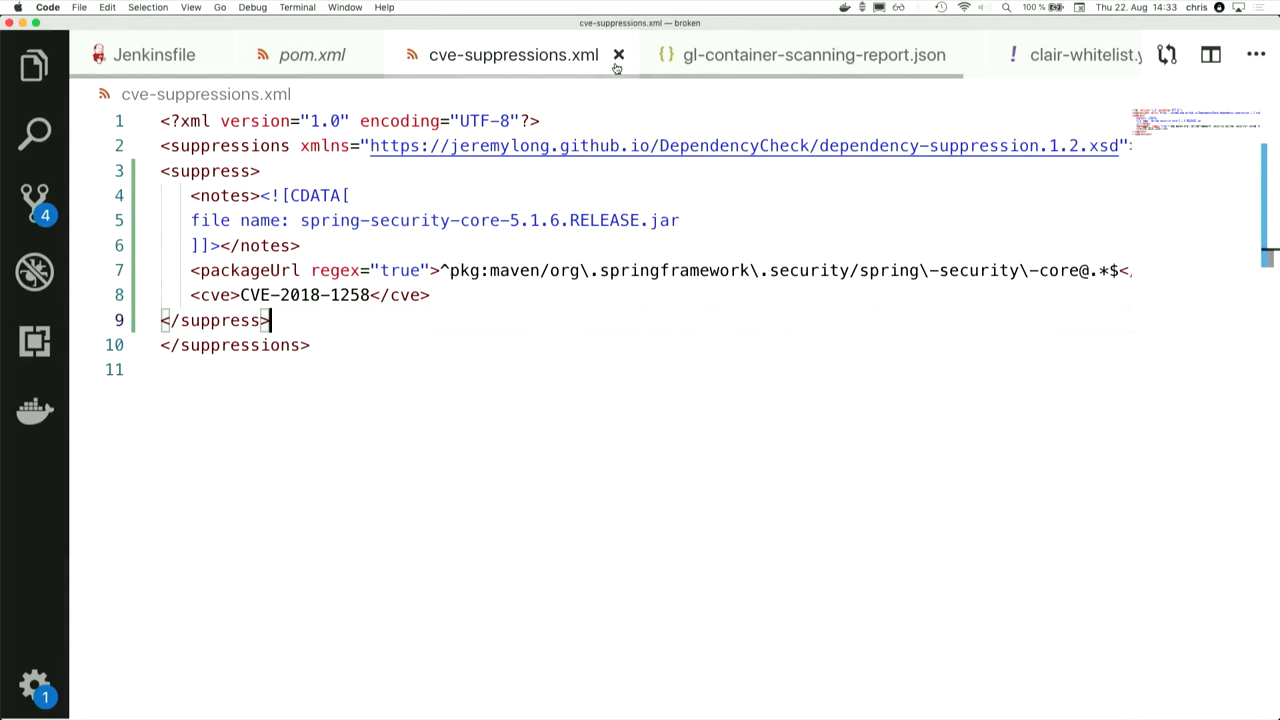 Code File Edit Selection View Go Debug Terminal Window Help 100 % Thu 22. Aug 14:33 chris
cve-suppressions.xml — broken
Jenkinsfile pom.xml cve-suppressions.xml gl-container-scanning-report.json clair-whitelist.y
cve-suppressions.xml
1 <?xml version="1.0" encoding="UTF-8"?>
2 <suppressions xmlns="https://jeremylong.github.io/DependencyCheck/dependency-suppression.1.2.xsd">
3 <suppress>
4 <notes><![CDATA[
5 file name: spring-security-core-5.1.6.RELEASE.jar
6 ]]></notes>
7 <packageUrl regex="true">^pkg:maven/org\.springframework\.security/spring\-security\-core@.*$</
8 <cve>CVE-2018-1258</cve>
9 </suppress>
10 </suppressions>
11
4
1